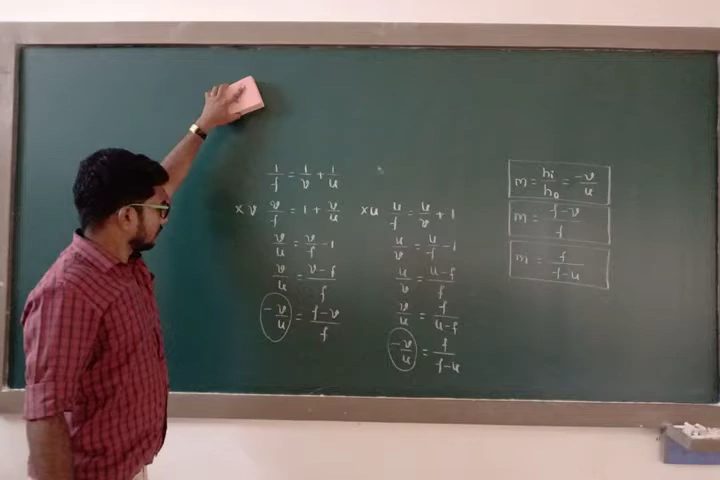 1/f = 1/v + 1/u
×v v/f = 1 + v/u
v/u = v/f − 1
v/u = v−f/f
−v/u = f−v/f
×u u/f = u/v + 1
u/v = u/f − 1
u/v = u−f/f
v/u = f/u−f
−v/u = f/f−u
m = hi/ho = −v/u
m = f−v/f
m = f/f−u